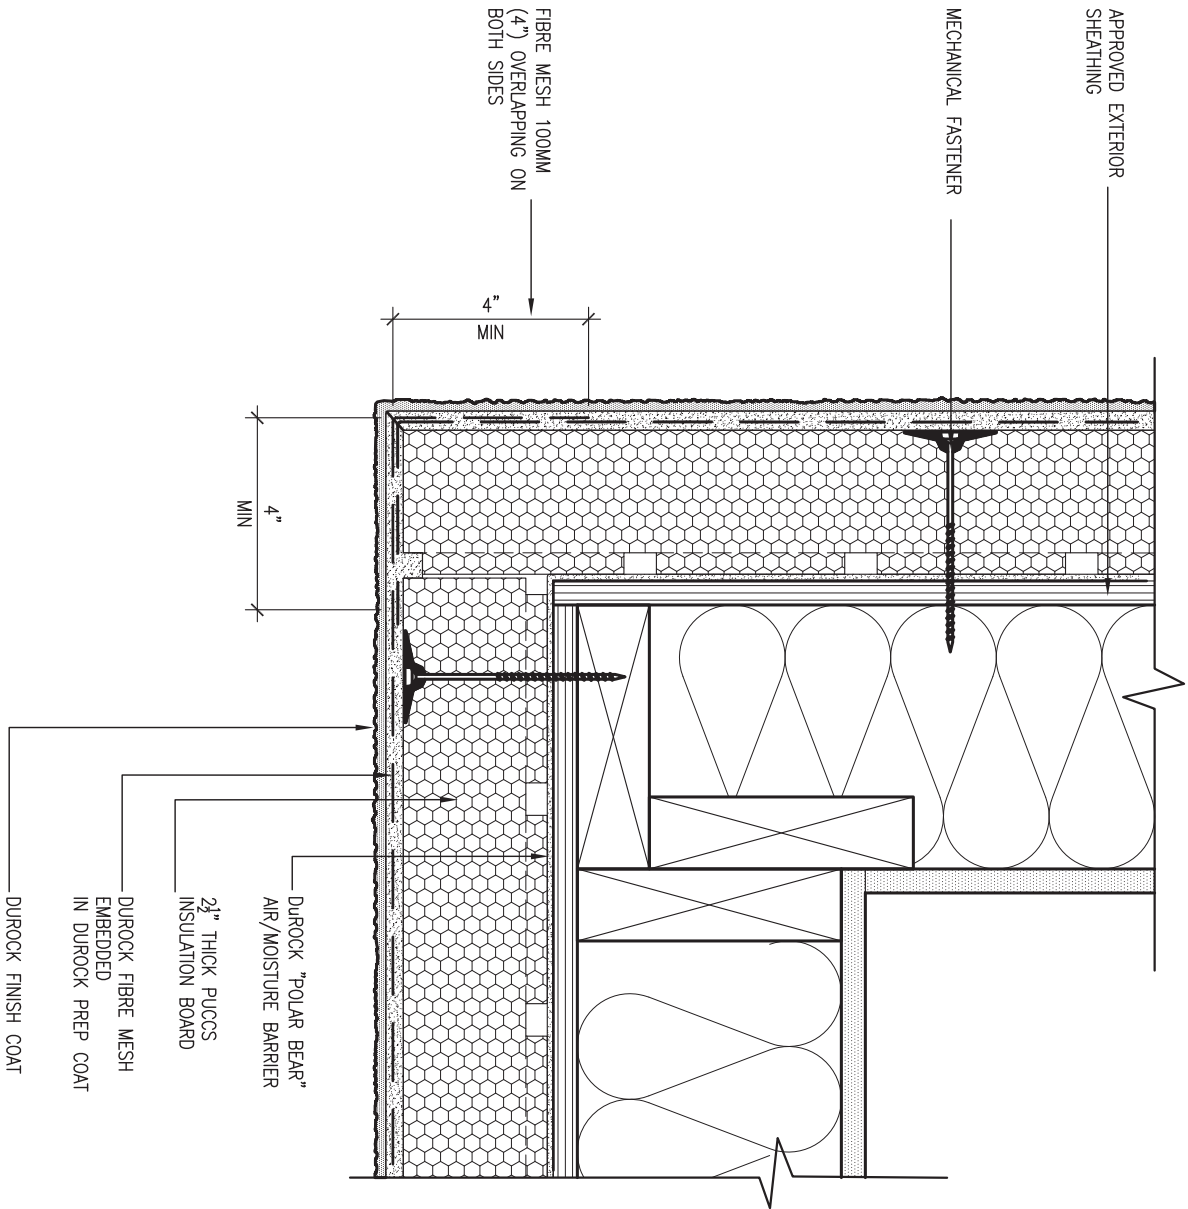 APPROVED EXTERIOR
SHEATHING
MECHANICAL FASTENER
FIBRE MESH 100MM
(4") OVERLAPPING ON
BOTH SIDES
4"
MIN
4"
MIN
DuROCK "POLAR BEAR"
AIR/MOISTURE BARRIER
2½" THICK PUCCS
INSULATION BOARD
DUROCK FIBRE MESH
EMBEDDED
IN DUROCK PREP COAT
DUROCK FINISH COAT